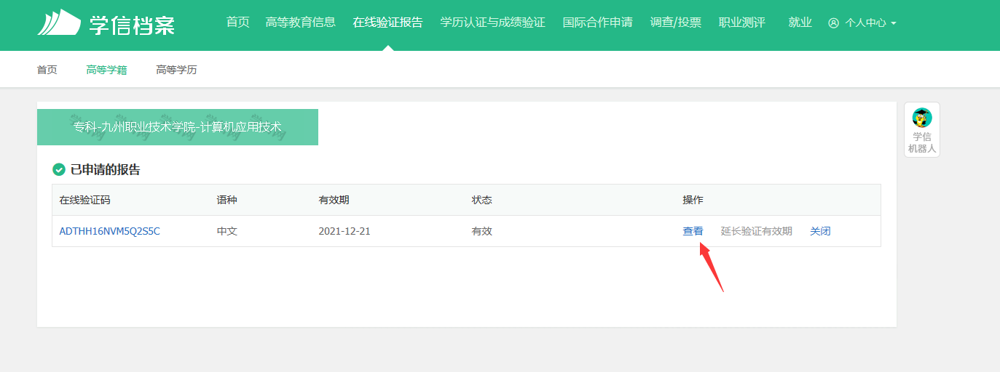 学信档案 首页 高等教育信息 在线验证报告 学历认证与成绩验证 国际合作申请 调查/投票 职业测评 就业 个人中心
首页 高等学籍 高等学历
专科-九州职业技术学院-计算机应用技术
学信
机器人
已申请的报告
在线验证码 语种 有效期 状态 操作
ADTHH16NVM5Q2S5C 中文 2021-12-21 有效 查看 延长验证有效期 关闭